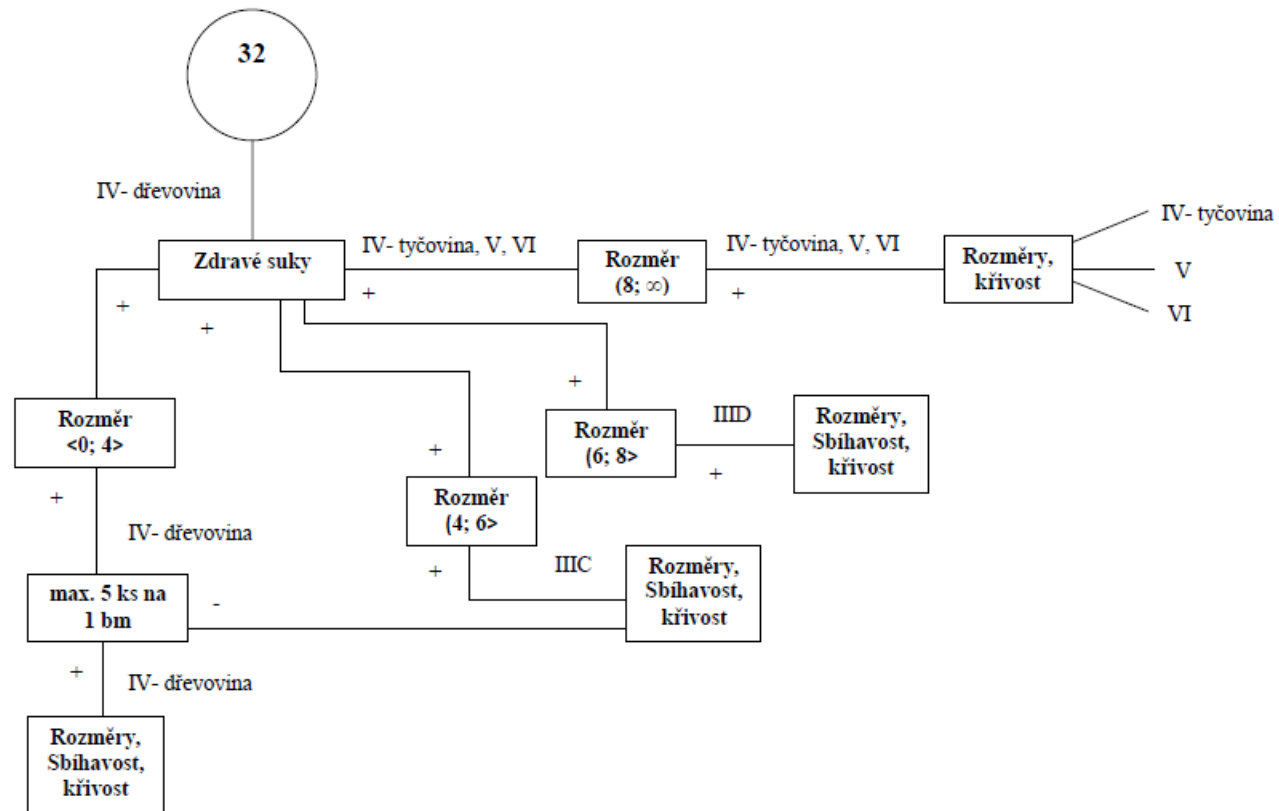 32
IV- dřevovina
Zdravé suky
IV- tyčovina, V, VI
Rozměr
(8; ∞)
IV- tyčovina, V, VI
Rozměry,
křivost
IV- tyčovina
V
VI
+
+
+
+
+
Rozměr
<0; 4>
Rozměr
(6; 8>
IIID
Rozměry,
Sbíhavost,
křivost
+
+
+
Rozměr
(4; 6>
IV- dřevovina
+
IIIC
Rozměry,
Sbíhavost,
křivost
max. 5 ks na
1 bm
-
+
IV- dřevovina
Rozměry,
Sbíhavost,
křivost